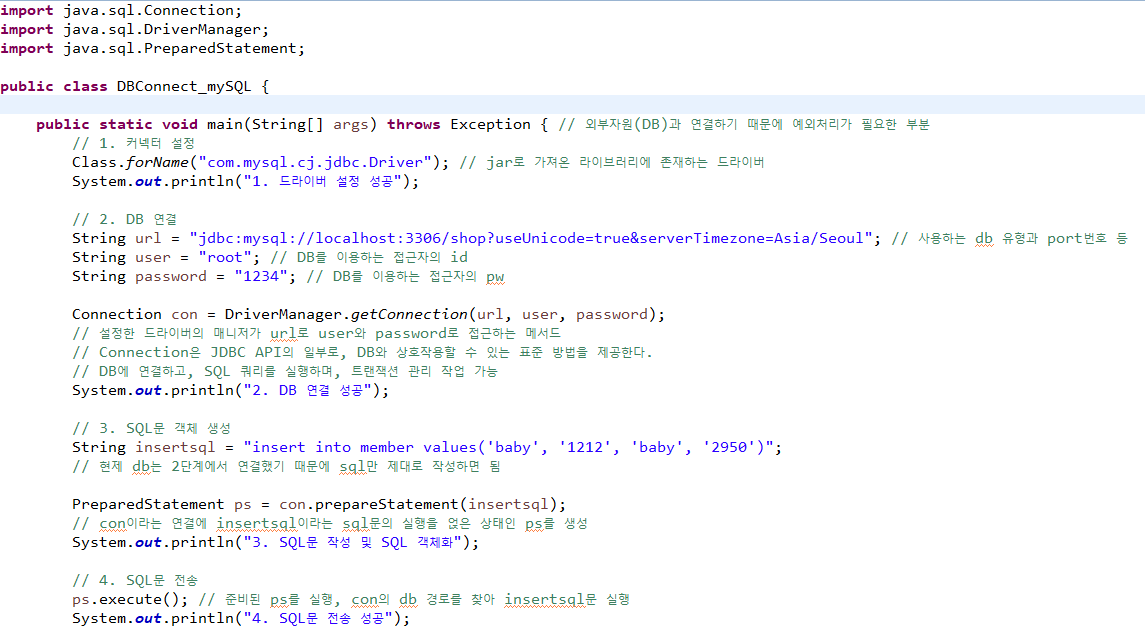 import java.sql.Connection;
import java.sql.DriverManager;
import java.sql.PreparedStatement;
public class DBConnect_mySQL {
public static void main(String[] args) throws Exception { // 외부자원(DB)과 연결하기 때문에 예외처리가 필요한 부분
// 1. 커넥터 설정
Class.forName("com.mysql.cj.jdbc.Driver"); // jar로 가져온 라이브러리에 존재하는 드라이버
System.out.println("1. 드라이버 설정 성공");
// 2. DB 연결
String url = "jdbc:mysql://localhost:3306/shop?useUnicode=true&serverTimezone=Asia/Seoul"; // 사용하는 db 유형과 port번호 등
String user = "root"; // DB를 이용하는 접근자의 id
String password = "1234"; // DB를 이용하는 접근자의 pw
Connection con = DriverManager.getConnection(url, user, password);
// 설정한 드라이버의 매니저가 url로 user와 password로 접근하는 메서드
// Connection은 JDBC API의 일부로, DB와 상호작용할 수 있는 표준 방법을 제공한다.
// DB에 연결하고, SQL 쿼리를 실행하며, 트랜잭션 관리 작업 가능
System.out.println("2. DB 연결 성공");
// 3. SQL문 객체 생성
String insertsql = "insert into member values('baby', '1212', 'baby', '2950')";
// 현제 db는 2단계에서 연결했기 때문에 sql만 제대로 작성하면 됨
PreparedStatement ps = con.prepareStatement(insertsql);
// con이라는 연결에 insertsql이라는 sql문의 실행을 얹은 상태인 ps를 생성
System.out.println("3. SQL문 작성 및 SQL 객체화");
// 4. SQL문 전송
ps.execute(); // 준비된 ps를 실행, con의 db 경로를 찾아 insertsql문 실행
System.out.println("4. SQL문 전송 성공");